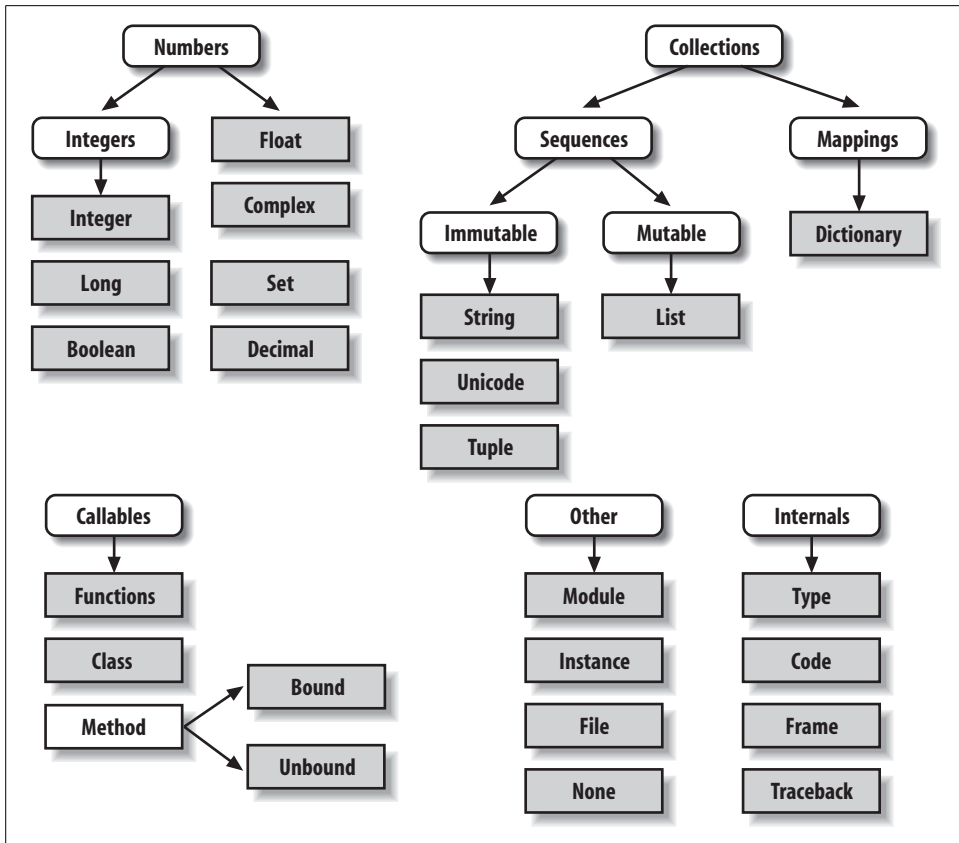 Numbers
Collections
Integers
Float
Sequences
Mappings
Integer
Complex
Immutable
Mutable
Dictionary
Long
Set
String
List
Boolean
Decimal
Unicode
Tuple
Callables
Other
Internals
Functions
Module
Type
Class
Instance
Code
Bound
Method
File
Frame
Unbound
None
Traceback